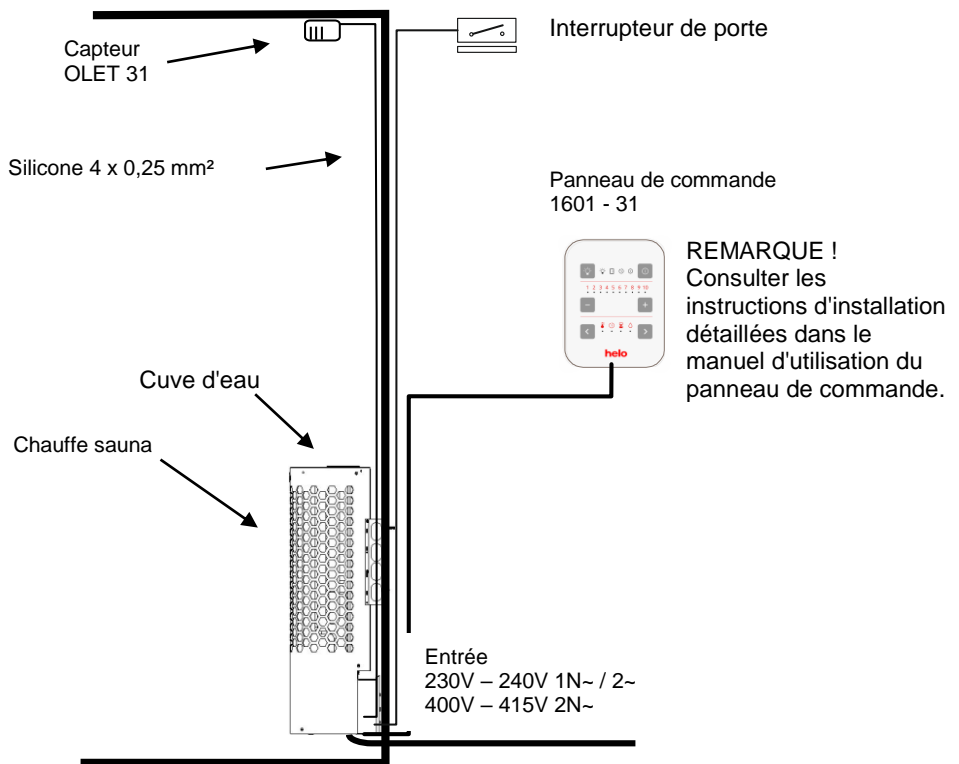 Interrupteur de porte
Capteur
OLET 31
Silicone 4 x 0,25 mm²
Panneau de commande
1601 - 31
REMARQUE !
Consulter les
instructions d'installation
détaillées dans le
manuel d'utilisation du
panneau de commande.
1 2 3 4 5 6 7 8 9 10
helo
Cuve d'eau
Chauffe sauna
Entrée
230V – 240V 1N~ / 2~
400V – 415V 2N~